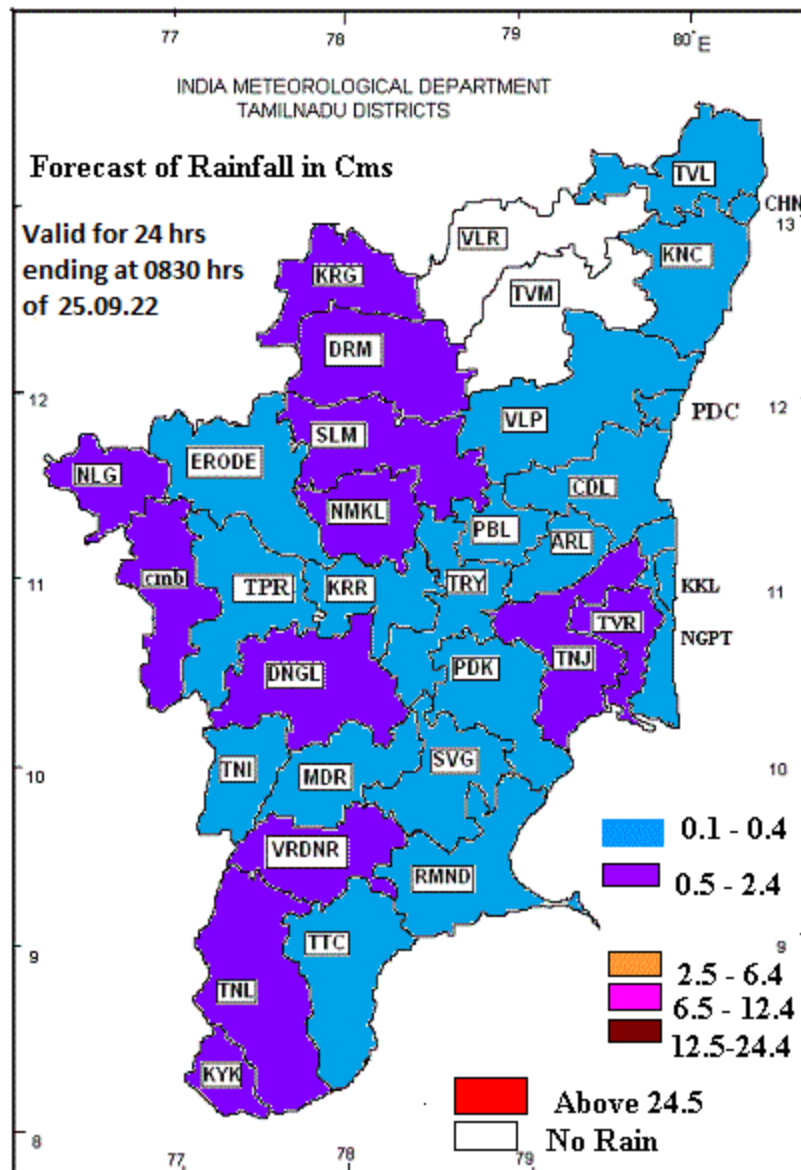 77 78 79 80°E
INDIA METEOROLOGICAL DEPARTMENT
TAMILNADU DISTRICTS
Forecast of Rainfall in Cms
TVL
CHN
13
Valid for 24 hrs
ending at 0830 hrs
of 25.09.22
VLR
KNC
KRG
TVM
DRM
12
12
PDC
VLP
SLM
ERODE
NLG
CDL
NMKL
PBL
ARL
11
cmb
TPR
KRR
TRY
KKL
11
TVR
NGPT
DNGL
PDK
TNJ
10
TNI
MDR
SVG
10
0.1 - 0.4
VRDNR
RMND
0.5 - 2.4
9
TTC
9
2.5 - 6.4
TNL
6.5 - 12.4
12.5-24.4
KYK
Above 24.5
8
No Rain
77 78 79